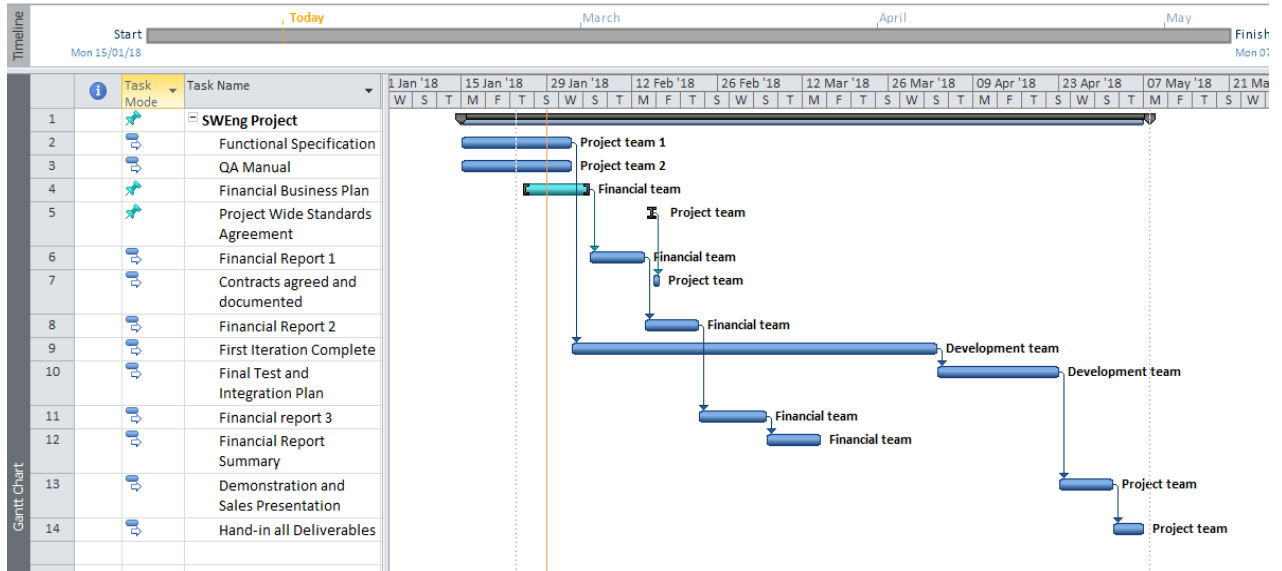 Timeline
Today
March
April
May
Start
Mon 15/01/18
Finish
Mon 07
Task Mode
Task Name
1 Jan '18 15 Jan '18 29 Jan '18 12 Feb '18 26 Feb '18 12 Mar '18 26 Mar '18 09 Apr '18 23 Apr '18 07 May '18 21 Ma
W S T M F T S W S T M F T S W S T M F T S W S T M F T S W S T M F T S W
1 SWEng Project
2 Functional Specification Project team 1
3 QA Manual Project team 2
4 Financial Business Plan Financial team
5 Project Wide Standards Project team
Agreement
6 Financial Report 1 Financial team
7 Contracts agreed and Project team
documented
8 Financial Report 2 Financial team
9 First Iteration Complete Development team
10 Final Test and Development team
Integration Plan
11 Financial report 3 Financial team
12 Financial Report Financial team
Summary
13 Demonstration and Project team
Sales Presentation
14 Hand-in all Deliverables Project team
Gantt Chart